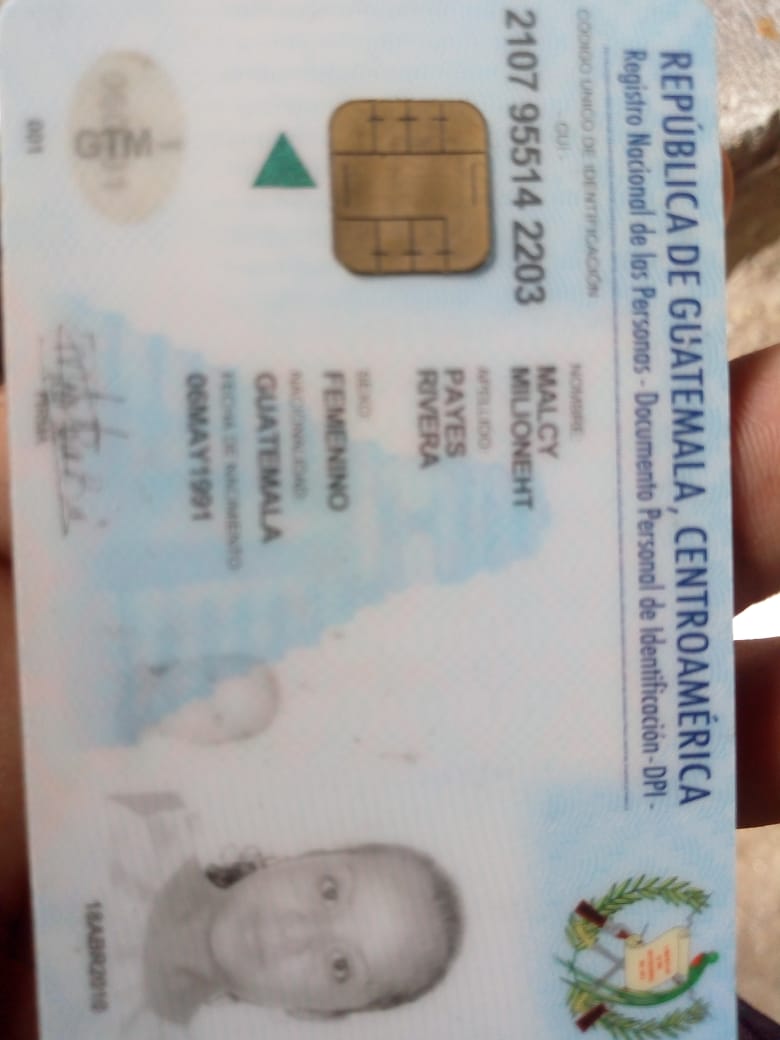 REPÚBLICA DE GUATEMALA, CENTROAMÉRICA
Registro Nacional de las Personas - Documento Personal de Identificación - DPI -
CÓDIGO ÚNICO DE IDENTIFICACIÓN
- CUI -
2107 95514 2203
NOMBRE:
MALCY
MILIONEHT
APELLIDO:
PAYES
RIVERA
SEXO:
FEMENINO
NACIONALIDAD:
GUATEMALA
FECHA DE NACIMIENTO:
06MAY1991
GTM
FIRMA
18ABR2010
001